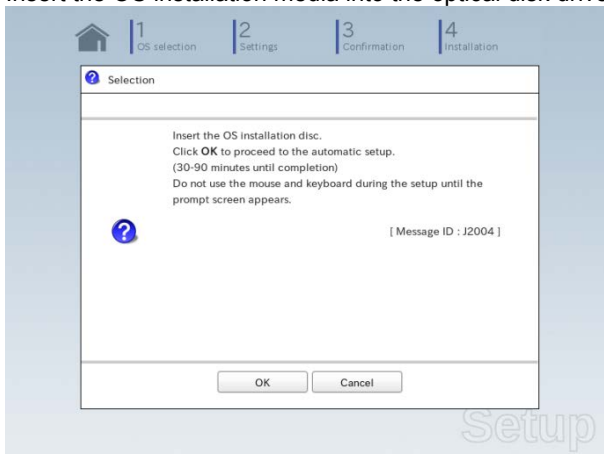 Insert the OS installation media into the optical disk drive
1
OS selection
2
Settings
3
Confirmation
4
Installation
Selection
Insert the OS installation disc.
Click OK to proceed to the automatic setup.
(30-90 minutes until completion)
Do not use the mouse and keyboard during the setup until the
prompt screen appears.
[ Message ID : J2004 ]
OK
Cancel
Setup